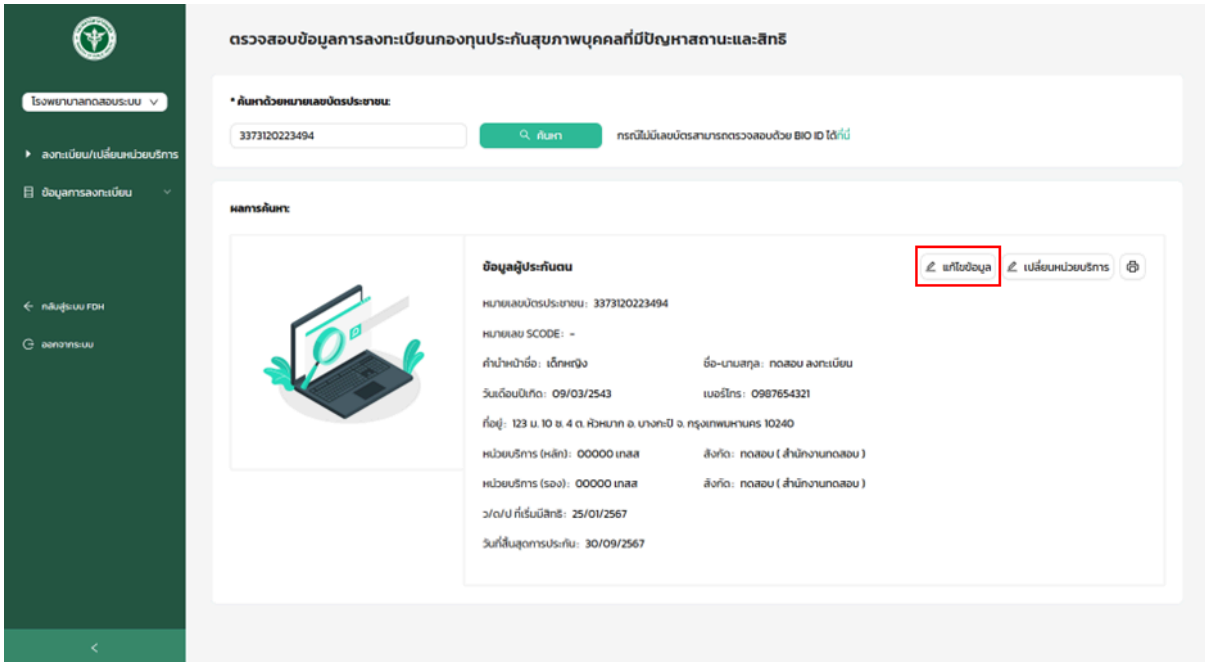 ตรวจสอบข้อมูลการลงทะเบียนกองทุนประกันสุขภาพบุคคลที่มีปัญหาสถานะและสิทธิ
โรงพยาบาลทดสอบระบบ
ลงทะเบียน/เปลี่ยนหน่วยบริการ
ข้อมูลการลงทะเบียน
กลับสู่ระบบ FDH
ออกจากระบบ
* ค้นหาด้วยหมายเลขบัตรประชาชน:
3373120223494 ค้นหา กรณีไม่มีเลขบัตรสามารถตรวจสอบด้วย BIO ID ได้ที่นี่
ผลการค้นหา:
ข้อมูลผู้ประกันตน แก้ไขข้อมูล เปลี่ยนหน่วยบริการ
หมายเลขบัตรประชาชน: 3373120223494
หมายเลข SCODE: -
คำนำหน้าชื่อ: เด็กหญิง ชื่อ-นามสกุล: ทดสอบ ลงทะเบียน
วันเดือนปีเกิด: 09/03/2543 เบอร์โทร: 0987654321
ที่อยู่: 123 ม. 10 ซ. 4 ต. หัวหมาก อ. บางกะปิ จ. กรุงเทพมหานคร 10240
หน่วยบริการ (หลัก): 00000 เทสส สังกัด: ทดสอบ ( สำนักงานทดสอบ )
หน่วยบริการ (รอง): 00000 เทสส สังกัด: ทดสอบ ( สำนักงานทดสอบ )
ว/ด/ป ที่เริ่มมีสิทธิ: 25/01/2567
วันที่สิ้นสุดการประกัน: 30/09/2567